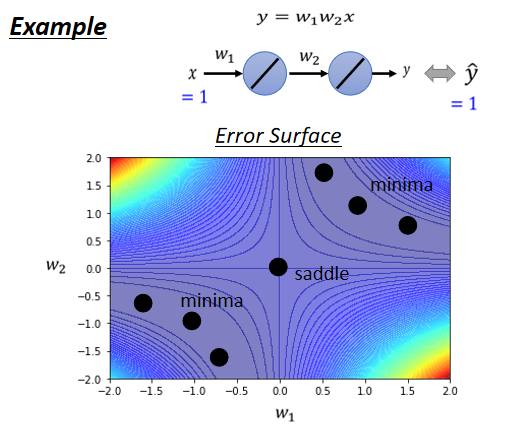 Example
y = w₁w₂x
w₁ w₂
x y ŷ
= 1 = 1
Error Surface
2.0
1.5 minima
1.0
0.5
w₂ 0.0 saddle
−0.5 minima
−1.0
−1.5
−2.0
−2.0 −1.5 −1.0 −0.5 0.0 0.5 1.0 1.5 2.0
w₁